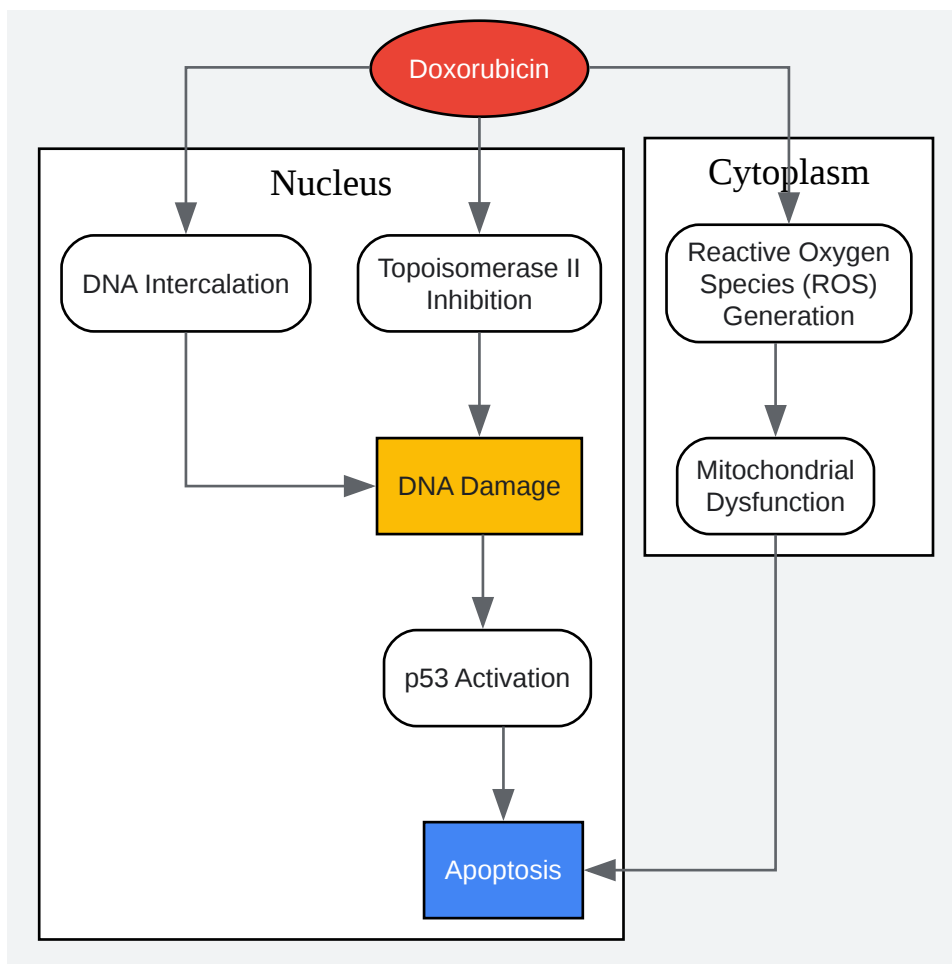 Doxorubicin
Nucleus
Cytoplasm
DNA Intercalation
Topoisomerase II
Inhibition
Reactive Oxygen
Species (ROS)
Generation
DNA Damage
Mitochondrial
Dysfunction
p53 Activation
Apoptosis